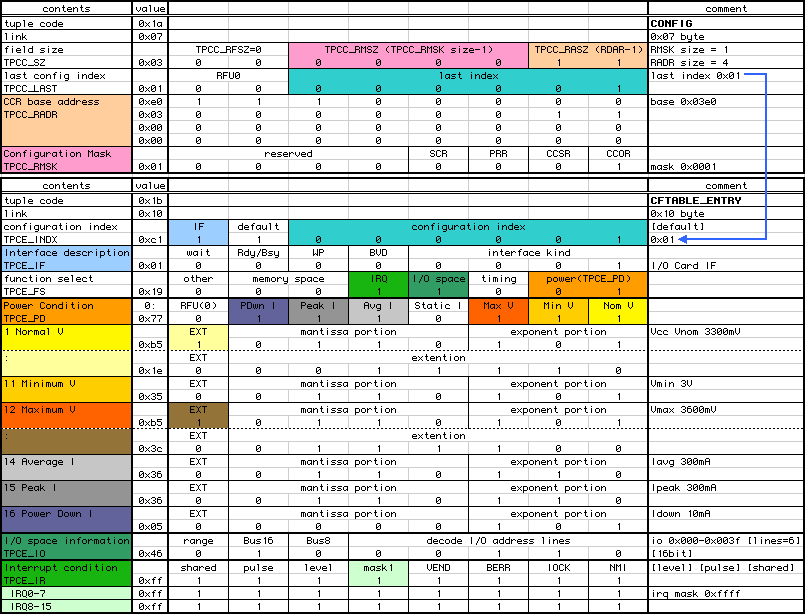 contents value comment
tuple code 0x1a CONFIG
link 0x07 0x07 byte
field size TPCC_RFSZ=0 TPCC_RMSZ (TPCC_RMSK size-1) TPCC_RASZ (RDAR-1) RMSK size = 1
TPCC_SZ 0x03 0 0 0 0 0 0 1 1 RADR size = 4
last config index RFU0 last index last index 0x01
TPCC_LAST 0x01 0 0 0 0 0 0 0 1
CCR base address 0xe0 1 1 1 0 0 0 0 0 base 0x03e0
TPCC_RADR 0x03 0 0 0 0 0 0 1 1
0x00 0 0 0 0 0 0 0 0
0x00 0 0 0 0 0 0 0 0
Configuration Mask reserved SCR PRR CCSR CCOR
TPCC_RMSK 0x01 0 0 0 0 0 0 0 1 mask 0x0001
contents value comment
tuple code 0x1b CFTABLE_ENTRY
link 0x10 0x10 byte
configuration index IF default configuration index [default]
TPCE_INDX 0xc1 1 1 0 0 0 0 0 1 0x01
Interface description wait Rdy/Bsy WP BVD interface kind
TPCE_IF 0x01 0 0 0 0 0 0 0 1 I/O Card IF
function select other memory space IRQ I/O space timing power(TPCE_PD)
TPCE_FS 0x19 0 0 0 1 1 0 0 1
Power Condition 0: RFU(0) PDwn I Peak I Avg I Static I Max V Min V Nom V
TPCE_PD 0x77 0 1 1 1 0 1 1 1
1 Normal V EXT mantissa portion exponent portion Vcc Vnom 3300mV
0xb5 1 0 1 1 0 1 0 1
: EXT extention
0x1e 0 0 0 1 1 1 1 0
11 Minimum V EXT mantissa portion exponent portion Vmin 3V
0x35 0 0 1 1 0 1 0 1
12 Maximum V EXT mantissa portion exponent portion Vmax 3600mV
0xb5 1 0 1 1 0 1 0 1
: EXT extention
0x3c 0 0 1 1 1 1 0 0
14 Average I EXT mantissa portion exponent portion Iavg 300mA
0x36 0 0 1 1 0 1 1 0
15 Peak I EXT mantissa portion exponent portion Ipeak 300mA
0x36 0 0 1 1 0 1 1 0
16 Power Down I EXT mantissa portion exponent portion Idown 10mA
0x05 0 0 0 0 0 1 0 1
I/O space information range Bus16 Bus8 decode I/O address lines io 0x000-0x003f [lines=6]
TPCE_IO 0x46 0 1 0 0 0 1 1 0 [16bit]
Interrupt condition shared pulse level mask1 VEND BERR IOCK NMI [level] [pulse] [shared]
TPCE_IR 0xff 1 1 1 1 1 1 1 1
IRQ0-7 0xff 1 1 1 1 1 1 1 1 irq mask 0xffff
IRQ8-15 0xff 1 1 1 1 1 1 1 1